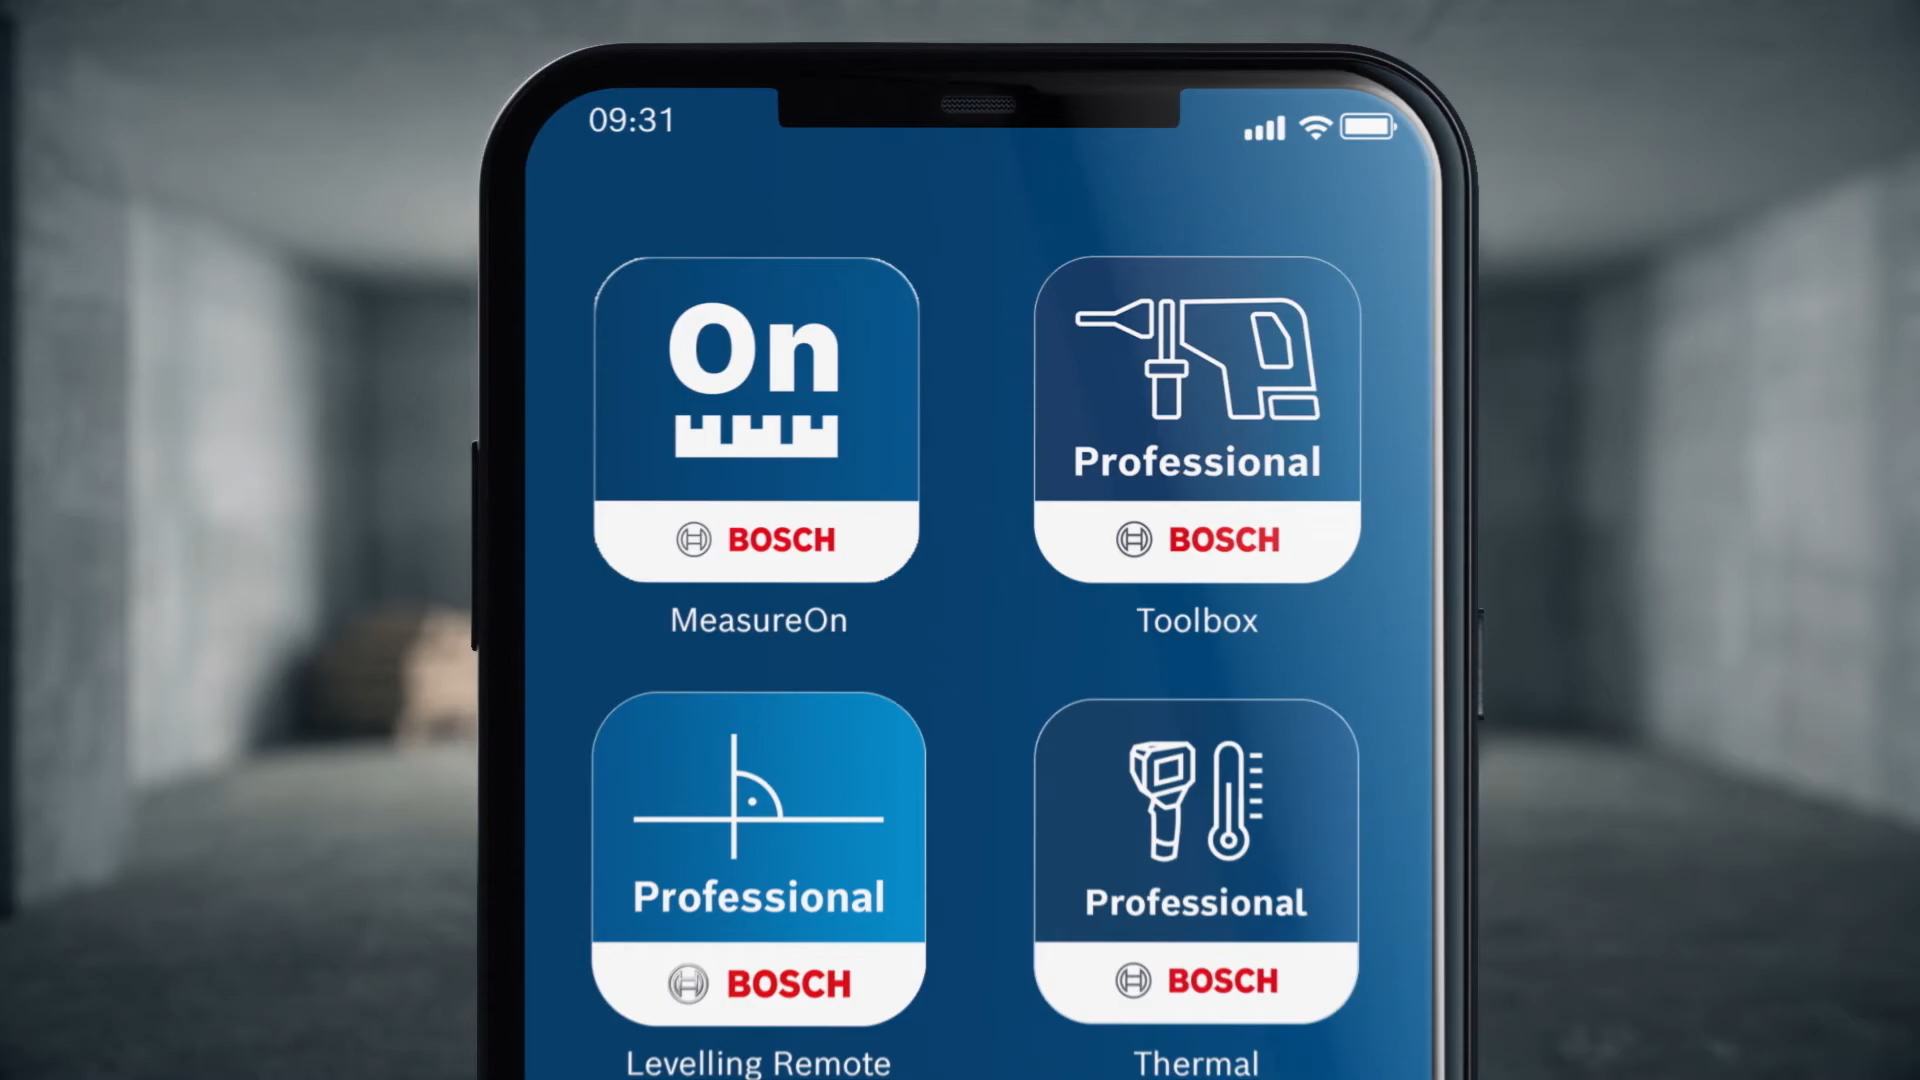 09:31
On
BOSCH
MeasureOn
Professional
BOSCH
Toolbox
Professional
BOSCH
Levelling Remote
Professional
BOSCH
Thermal